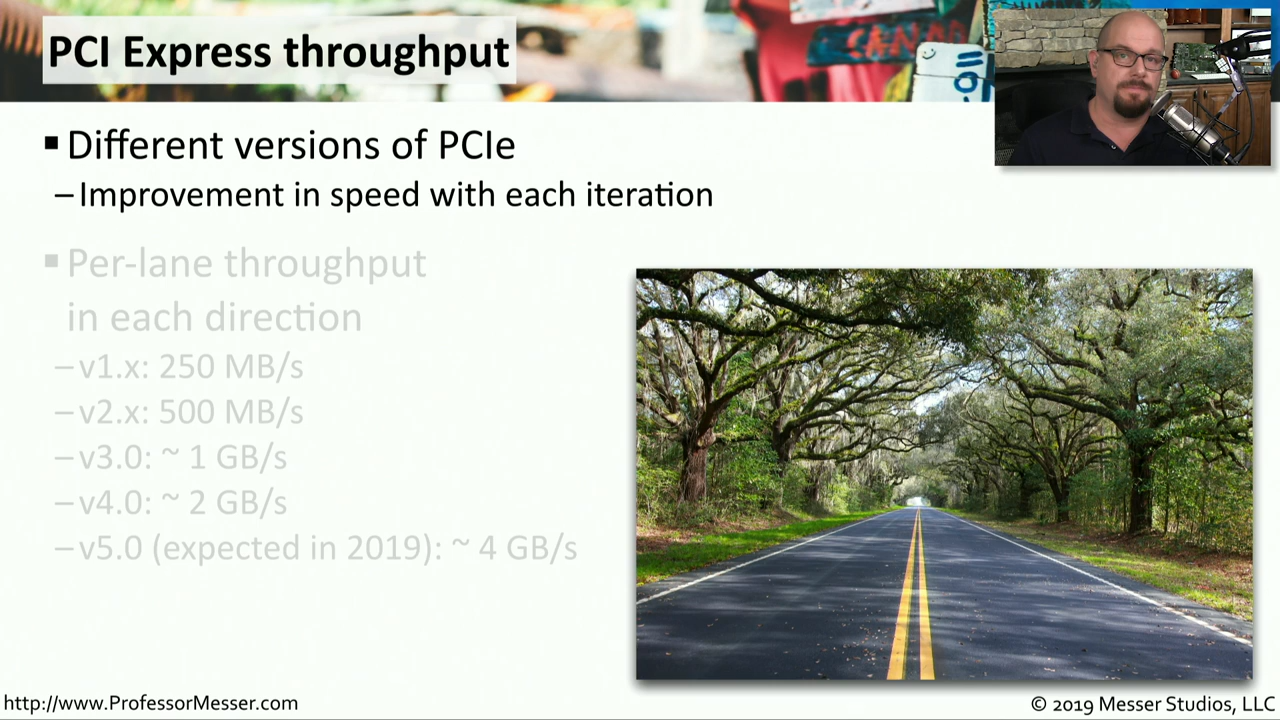 PCI Express throughput
CANADA
▪ Different versions of PCIe
– Improvement in speed with each iteration
▪ Per-lane throughput
in each direction
– v1.x: 250 MB/s
– v2.x: 500 MB/s
– v3.0: ~ 1 GB/s
– v4.0: ~ 2 GB/s
– v5.0 (expected in 2019): ~ 4 GB/s
http://www.ProfessorMesser.com
© 2019 Messer Studios, LLC